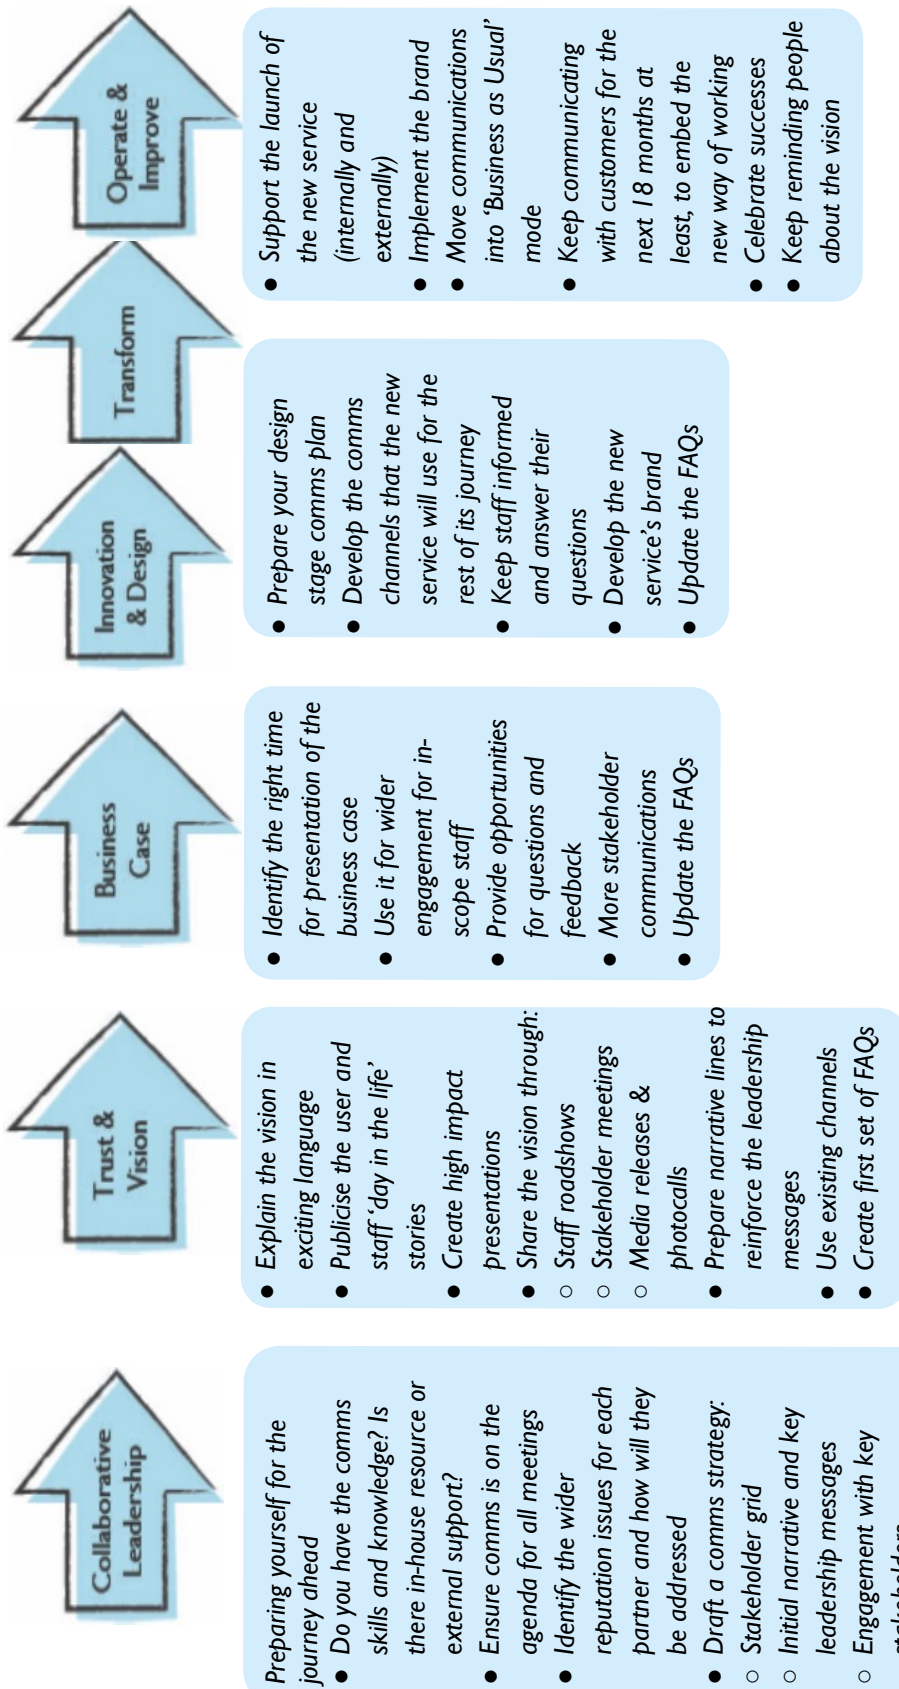 Collaborative
Leadership
Preparing yourself for the
journey ahead
● Do you have the comms
skills and knowledge? Is
there in-house resource or
external support?
● Ensure comms is on the
agenda for all meetings
● Identify the wider
reputation issues for each
partner and how will they
be addressed
● Draft a comms strategy:
○ Stakeholder grid
○ Initial narrative and key
leadership messages
○ Engagement with key
Trust &
Vision
● Explain the vision in
exciting language
● Publicise the user and
staff ‘day in the life’
stories
● Create high impact
presentations
● Share the vision through:
○ Staff roadshows
○ Stakeholder meetings
○ Media releases &
photocalls
● Prepare narrative lines to
reinforce the leadership
messages
● Use existing channels
● Create first set of FAQs
Business
Case
● Identify the right time
for presentation of the
business case
● Use it for wider
engagement for in-
scope staff
● Provide opportunities
for questions and
feedback
● More stakeholder
communications
● Update the FAQs
Innovation
& Design
Transform
● Prepare your design
stage comms plan
● Develop the comms
channels that the new
service will use for the
rest of its journey
● Keep staff informed
and answer their
questions
● Develop the new
service’s brand
● Update the FAQs
Operate &
Improve
● Support the launch of
the new service
(internally and
externally)
● Implement the brand
● Move communications
into ‘Business as Usual’
mode
● Keep communicating
with customers for the
next 18 months at
least, to embed the
new way of working
● Celebrate successes
● Keep reminding people
about the vision